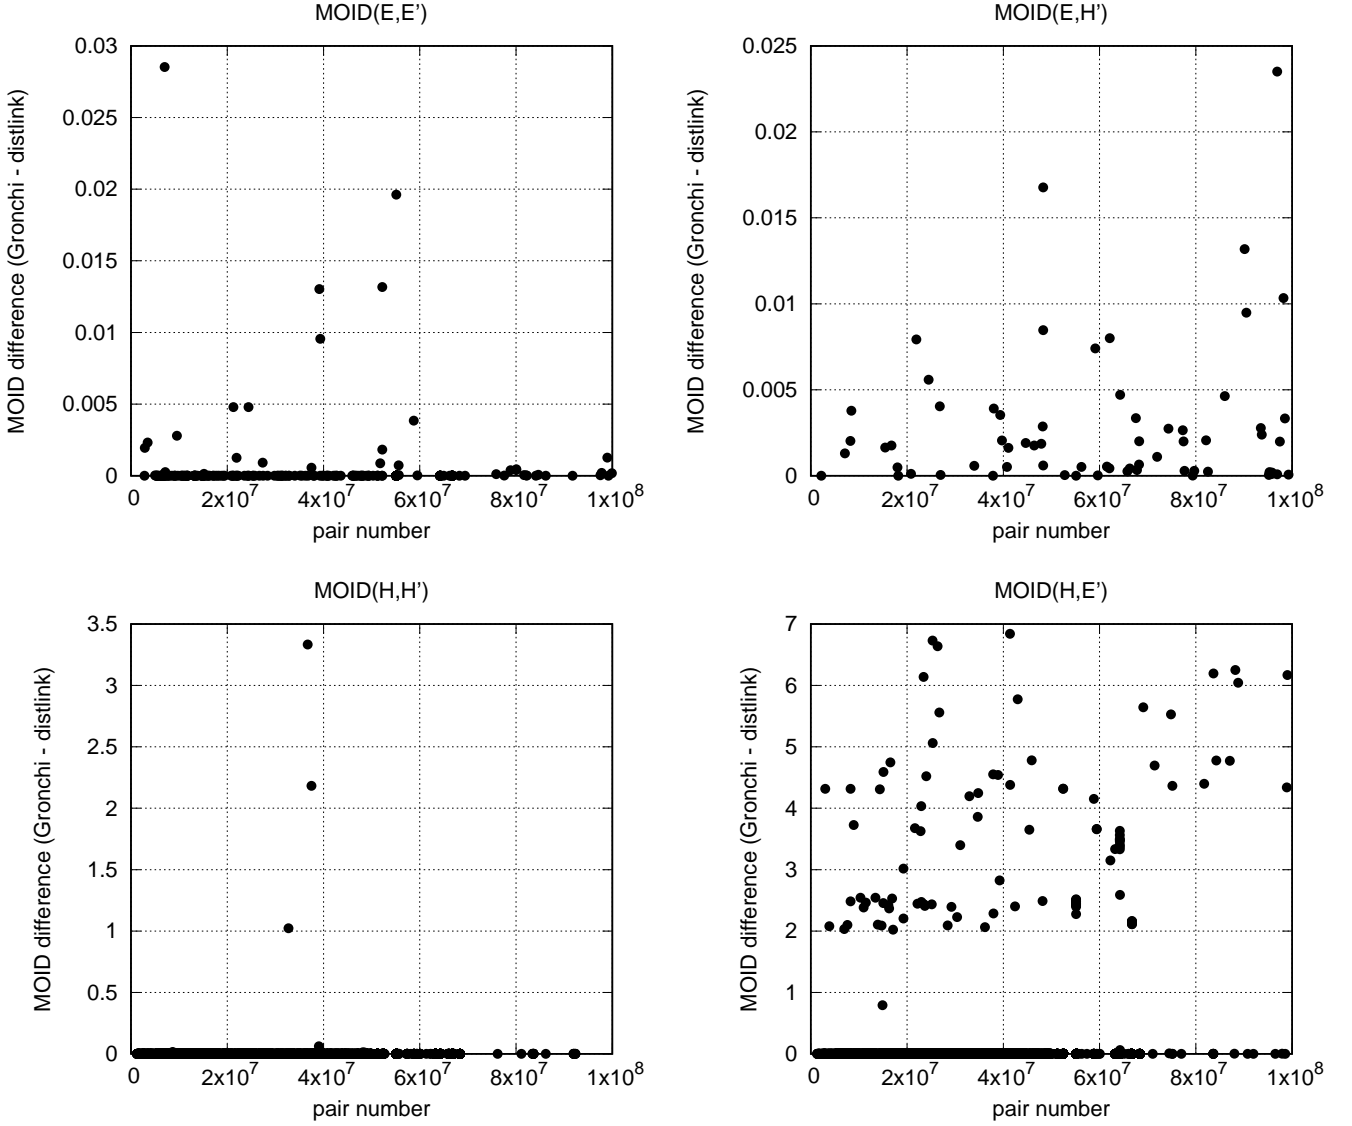 MOID(E,E’)
MOID difference (Gronchi - distlink)
0.03
0.025
0.02
0.015
0.01
0.005
0
0 2x10^7 4x10^7 6x10^7 8x10^7 1x10^8
pair number
MOID(E,H’)
MOID difference (Gronchi - distlink)
0.025
0.02
0.015
0.01
0.005
0
0 2x10^7 4x10^7 6x10^7 8x10^7 1x10^8
pair number
MOID(H,H’)
MOID difference (Gronchi - distlink)
3.5
3
2.5
2
1.5
1
0.5
0
0 2x10^7 4x10^7 6x10^7 8x10^7 1x10^8
pair number
MOID(H,E’)
MOID difference (Gronchi - distlink)
7
6
5
4
3
2
1
0
0 2x10^7 4x10^7 6x10^7 8x10^7 1x10^8
pair number